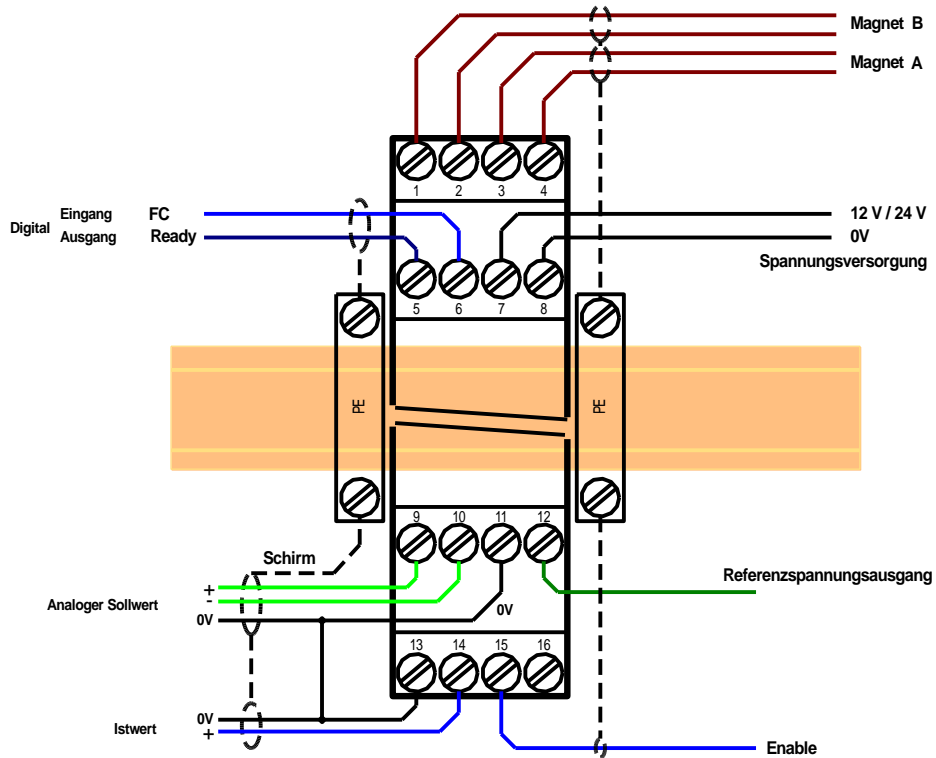 Magnet B
Magnet A
1 2 3 4
Digital
Eingang FC
Ausgang Ready
12 V / 24 V
0V
Spannungsversorgung
5 6 7 8
PE PE
9 10 11 12
Schirm
Referenzspannungsausgang
+
Analoger Sollwert -
0V
0V
13 14 15 16
0V
Istwert
+
Enable